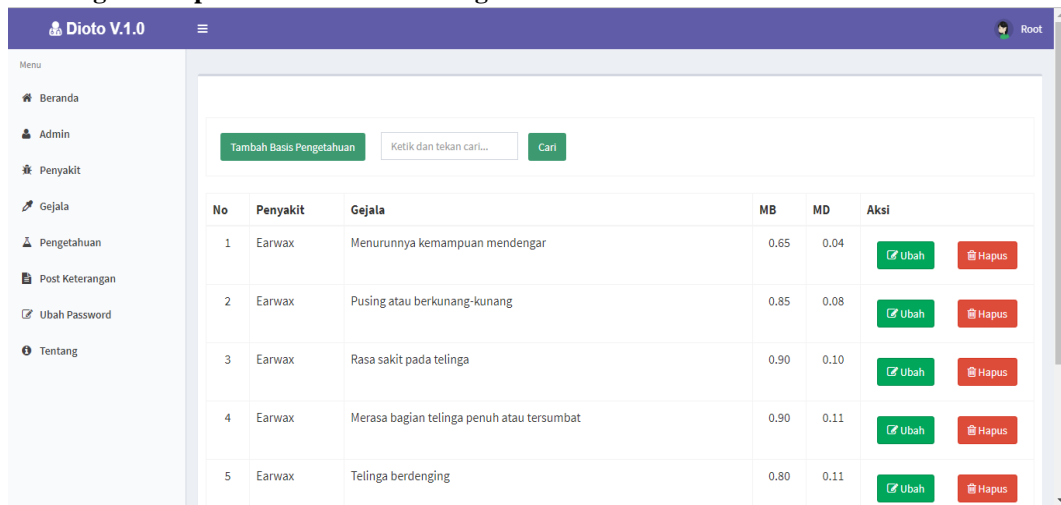 Dioto V.1.0
Root
Menu
Beranda
Admin
Penyakit
Gejala
Pengetahuan
Post Keterangan
Ubah Password
Tentang
Tambah Basis Pengetahuan Ketik dan tekan cari... Cari
No Penyakit Gejala MB MD Aksi
1 Earwax Menurunnya kemampuan mendengar 0.65 0.04 Ubah Hapus
2 Earwax Pusing atau berkunang-kunang 0.85 0.08 Ubah Hapus
3 Earwax Rasa sakit pada telinga 0.90 0.10 Ubah Hapus
4 Earwax Merasa bagian telinga penuh atau tersumbat 0.90 0.11 Ubah Hapus
5 Earwax Telinga berdenging 0.80 0.11 Ubah Hapus